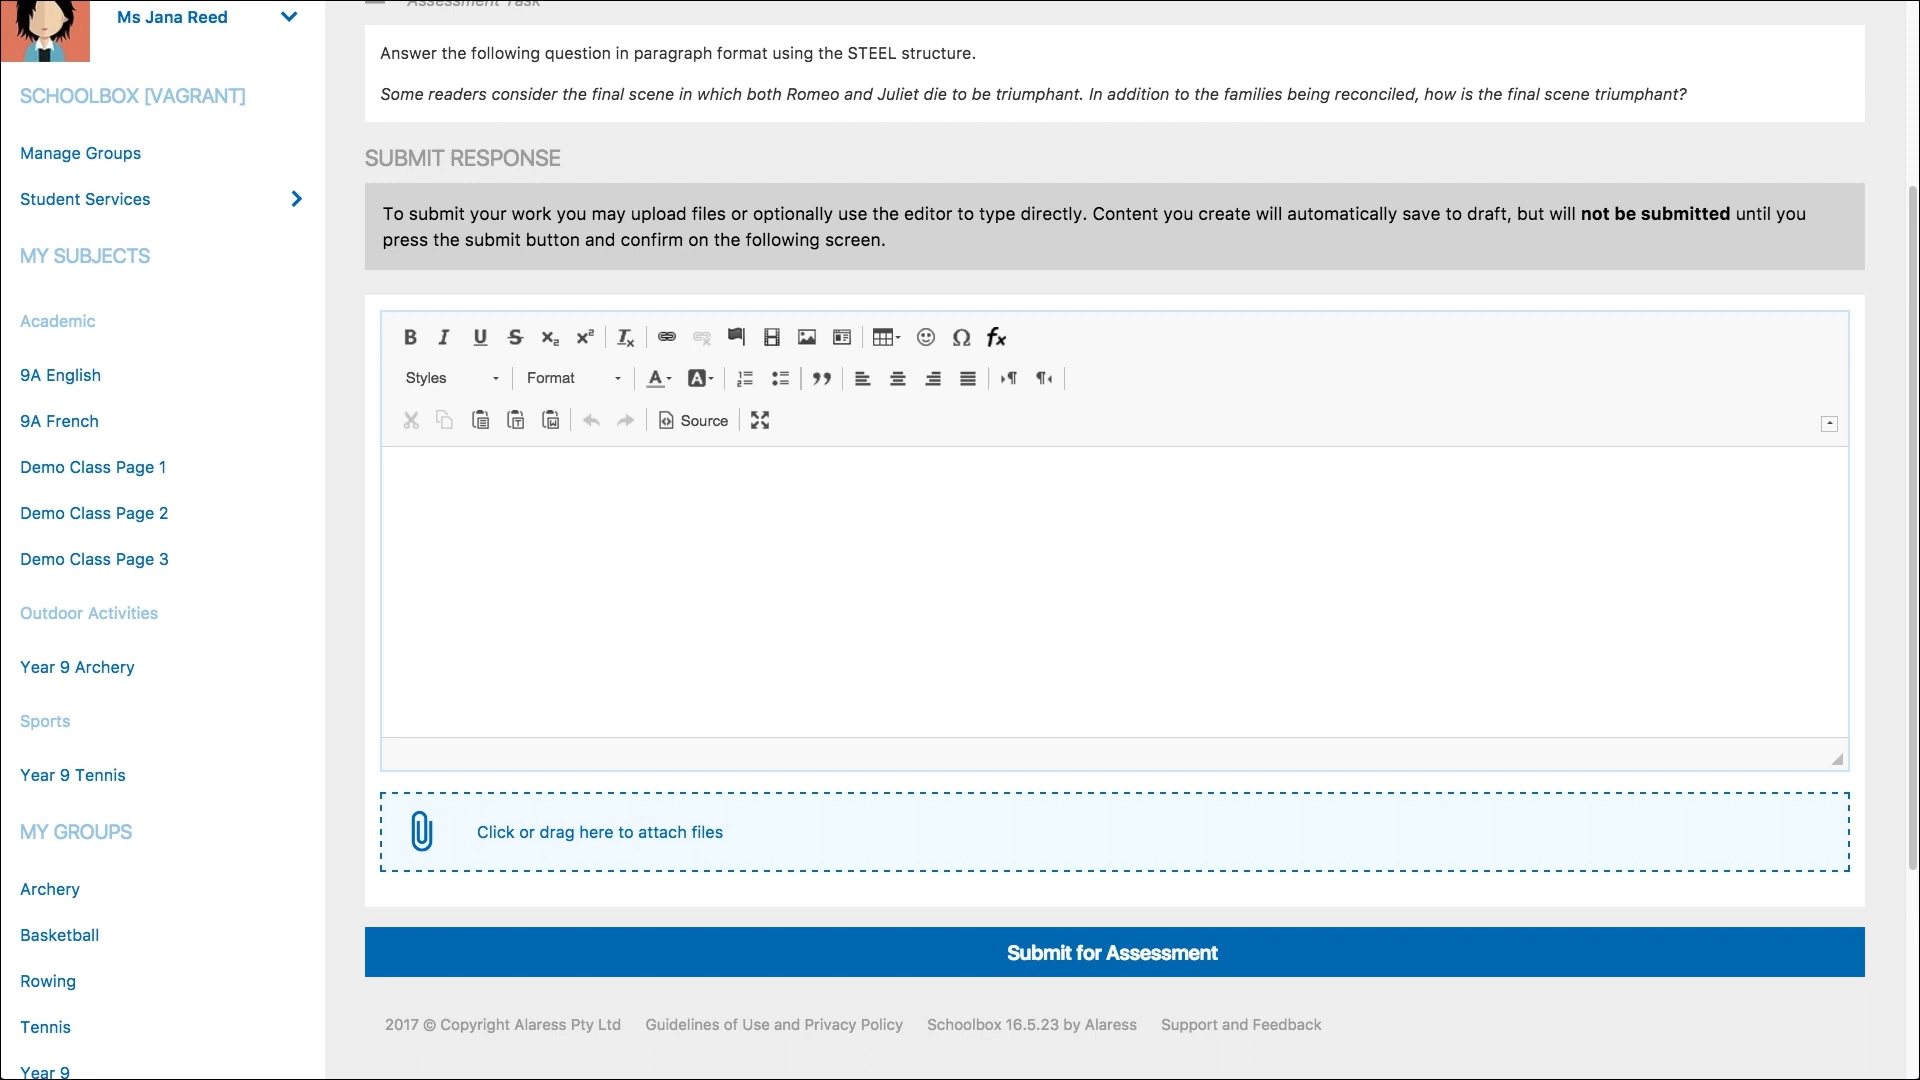 Ms Jana Reed
SCHOOLBOX [VAGRANT]
Manage Groups
Student Services
MY SUBJECTS
Academic
9A English
9A French
Demo Class Page 1
Demo Class Page 2
Demo Class Page 3
Outdoor Activities
Year 9 Archery
Sports
Year 9 Tennis
MY GROUPS
Archery
Basketball
Rowing
Tennis
Year 9
Assessment Task
Answer the following question in paragraph format using the STEEL structure.
Some readers consider the final scene in which both Romeo and Juliet die to be triumphant. In addition to the families being reconciled, how is the final scene triumphant?
SUBMIT RESPONSE
To submit your work you may upload files or optionally use the editor to type directly. Content you create will automatically save to draft, but will not be submitted until you
press the submit button and confirm on the following screen.
Styles Format
Source
Click or drag here to attach files
Submit for Assessment
2017 © Copyright Alaress Pty Ltd Guidelines of Use and Privacy Policy Schoolbox 16.5.23 by Alaress Support and Feedback